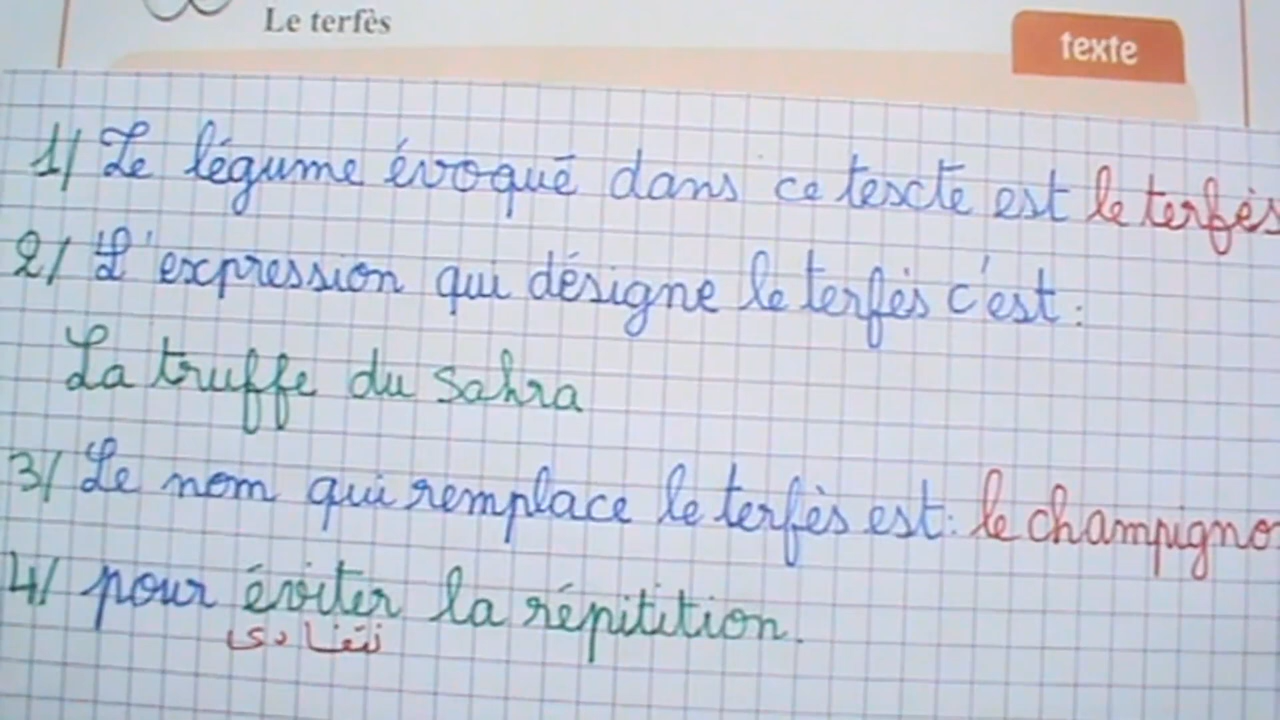 Le terfès
texte
1/ Le légume évoqué dans ce texcte est le terfès
2/ L'expression qui désigne le terfès c'est :
La truffe du Sahra
3/ Le nom qui remplace le terfès est : le champigno
4/ pour éviter la répitition.
نتفادى